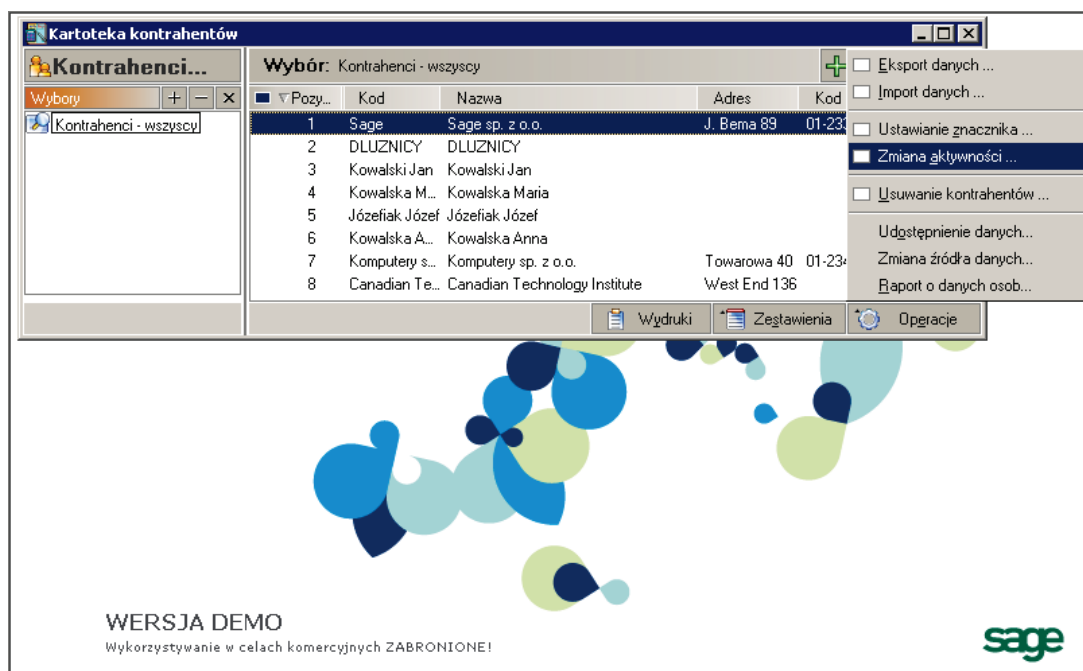 Kartoteka kontrahentów
Kontrahenci...
Wybór: Kontrahenci - wszyscy
Wybory
Pozy... Kod Nazwa Adres Kod
Kontrahenci - wszyscy
1 Sage Sage sp. z o.o. J. Bema 89 01-233
2 DLUZNICY DLUZNICY
3 Kowalski Jan Kowalski Jan
4 Kowalska M... Kowalska Maria
5 Józefiak Józef Józefiak Józef
6 Kowalska A... Kowalska Anna
7 Komputery s... Komputery sp. z o.o. Towarowa 40 01-234
8 Canadian Te... Canadian Technology Institute West End 136
Eksport danych ...
Import danych ...
Ustawianie znacznika ...
Zmiana aktywności ...
Usuwanie kontrahentów ...
Udostępnienie danych...
Zmiana źródła danych...
Raport o danych osob...
Wydruki Zestawienia Operacje
WERSJA DEMO
Wykorzystywanie w celach komercyjnych ZABRONIONE!
sage